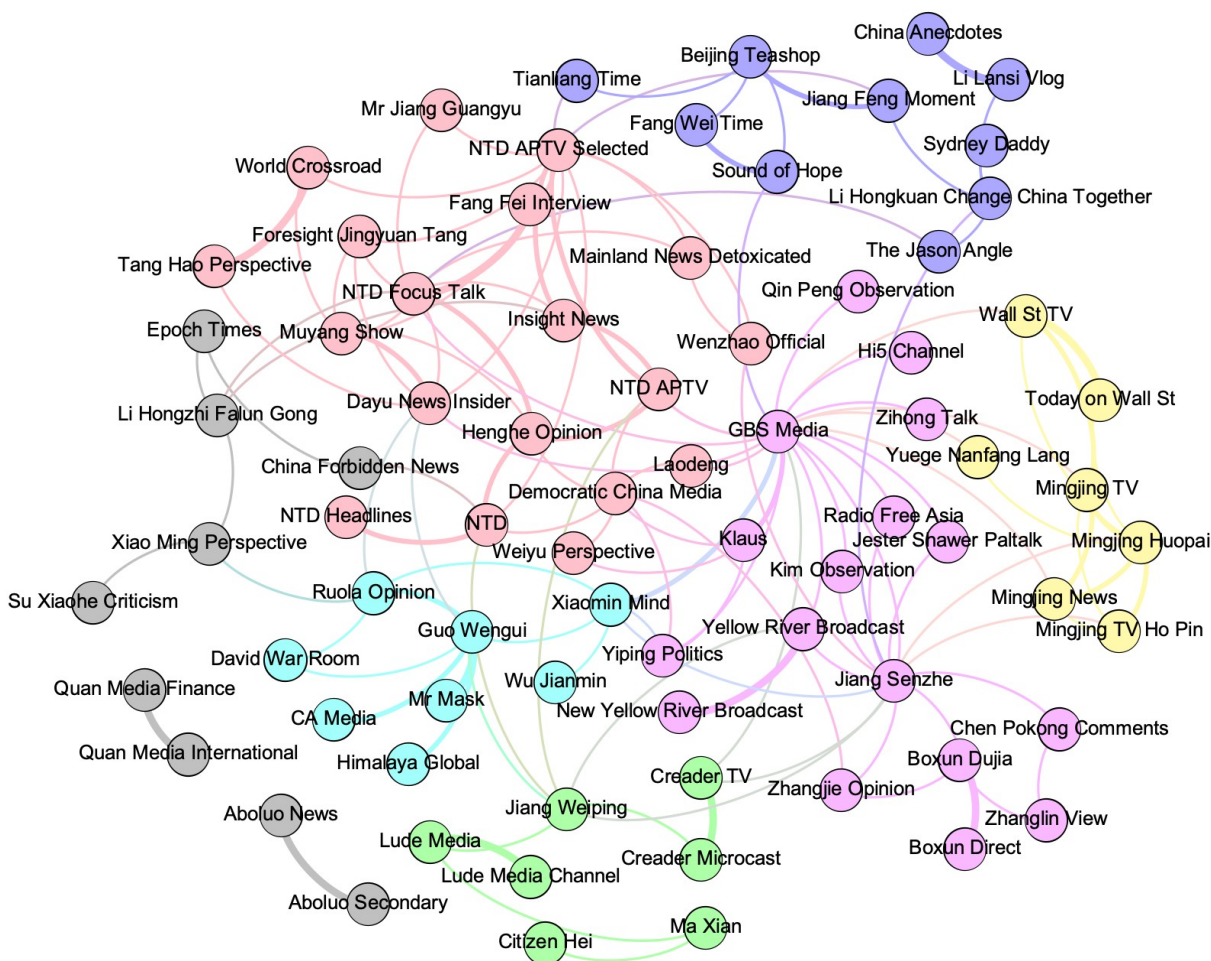 China Anecdotes
Beijing Teashop
Tianliang Time
Li Lansi Vlog
Jiang Feng Moment
Mr Jiang Guangyu
Fang Wei Time
NTD APTV Selected
Sydney Daddy
World Crossroad
Sound of Hope
Fang Fei Interview
Li Hongkuan Change China Together
Foresight Jingyuan Tang
Mainland News Detoxicated
The Jason Angle
Tang Hao Perspective
NTD Focus Talk
Qin Peng Observation
Epoch Times
Muyang Show
Insight News
Wall St TV
Wenzhao Official
Hi5 Channel
NTD APTV
Today on Wall St
Li Hongzhi Falun Gong
Dayu News Insider
Zihong Talk
Henghe Opinion
GBS Media
Yuege Nanfang Lang
China Forbidden News
Laodeng
Democratic China Media
Mingjing TV
NTD Headlines
NTD
Radio Free Asia
Xiao Ming Perspective
Weiyu Perspective
Klaus
Jester Shawer Paltalk
Mingjing Huopai
Kim Observation
Su Xiaohe Criticism
Ruola Opinion
Xiaomin Mind
Mingjing News
Guo Wengui
Yellow River Broadcast
Mingjing TV Ho Pin
David War Room
Yiping Politics
Quan Media Finance
Wu Jianmin
Jiang Senzhe
CA Media
Mr Mask
New Yellow River Broadcast
Quan Media International
Himalaya Global
Chen Pokong Comments
Boxun Dujia
Creader TV
Zhangjie Opinion
Aboluo News
Jiang Weiping
Zhanglin View
Lude Media
Boxun Direct
Creader Microcast
Lude Media Channel
Aboluo Secondary
Ma Xian
Citizen Hei